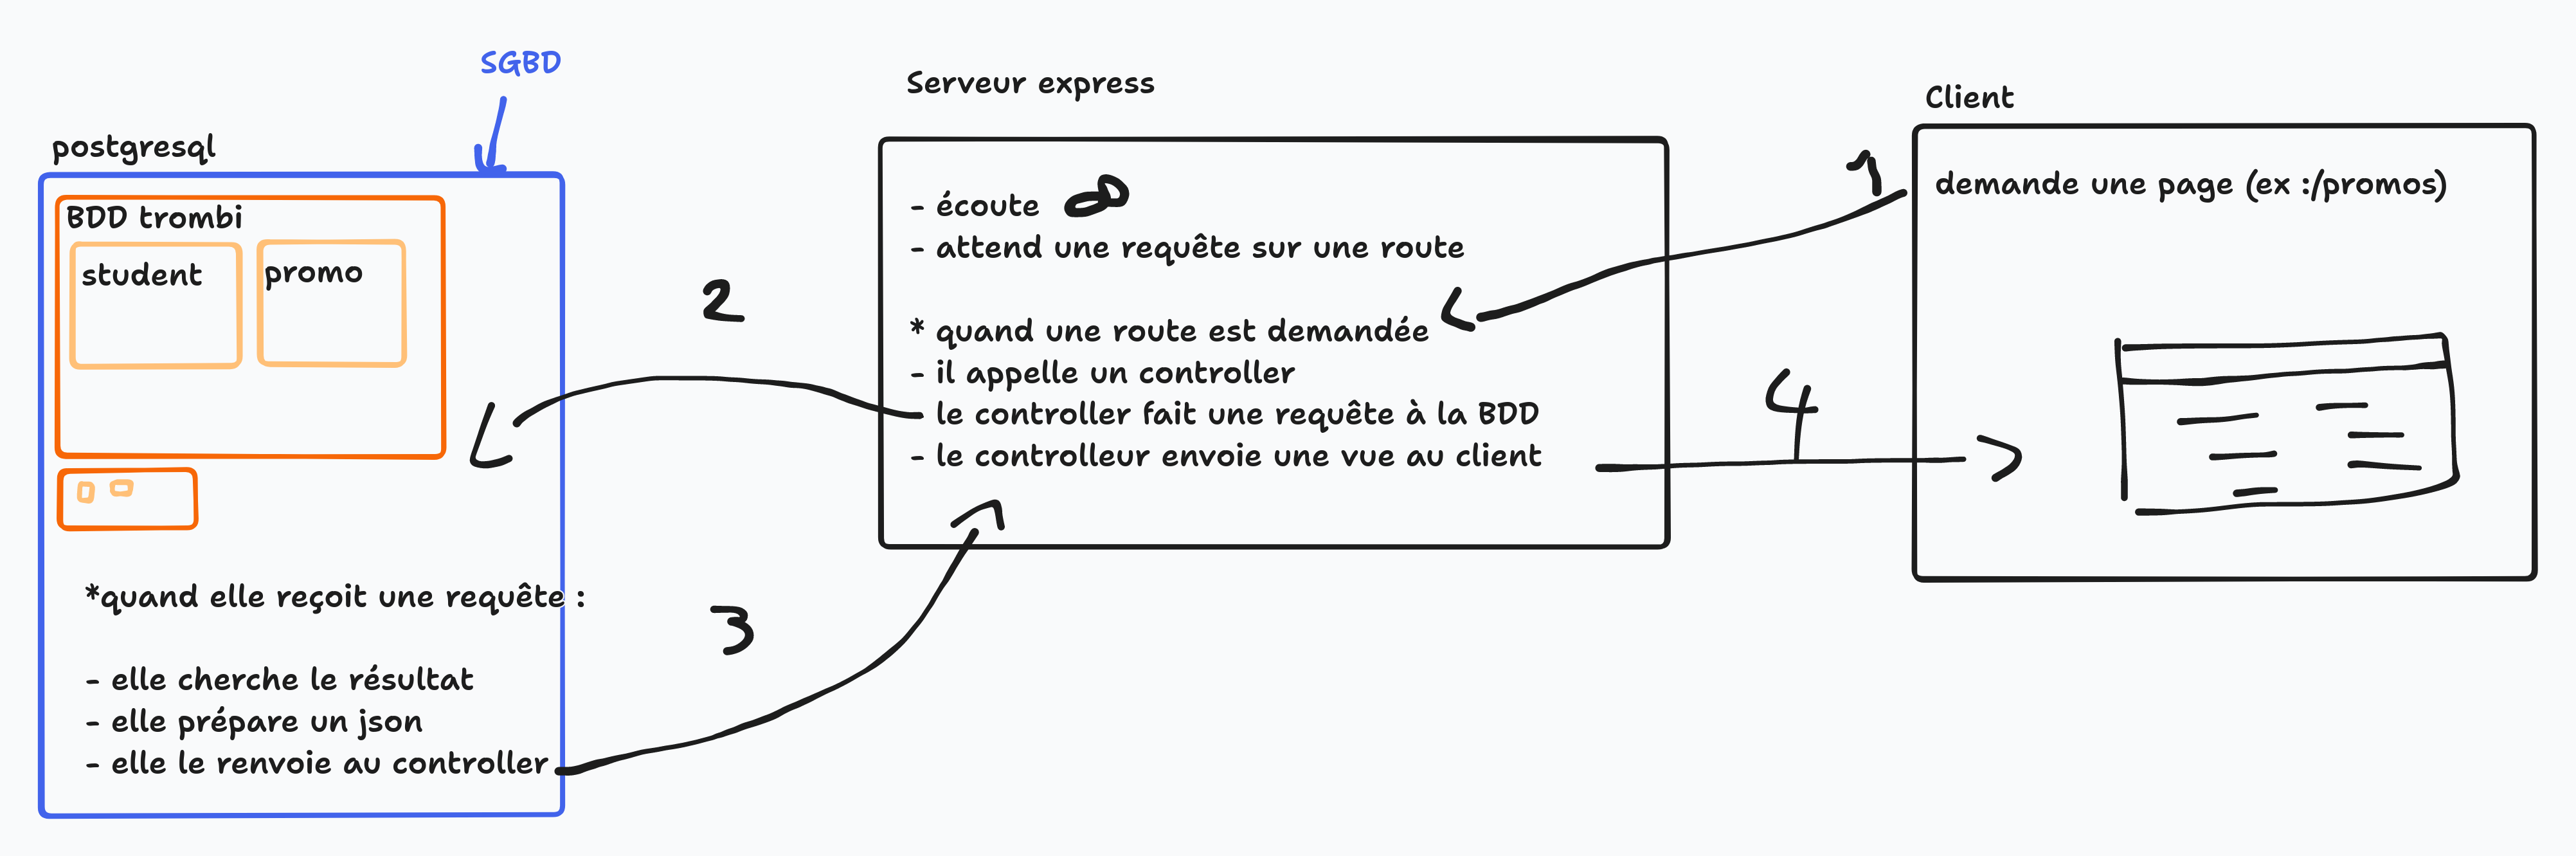 SGBD
postgresql
BDD trombi
student
promo
*quand elle reçoit une requête :
- elle cherche le résultat
- elle prépare un json
- elle le renvoie au controller
2
3
Serveur express
- écoute
- attend une requête sur une route
* quand une route est demandée
- il appelle un controller
- le controller fait une requête à la BDD
- le controlleur envoie une vue au client
1
4
Client
demande une page (ex :/promos)